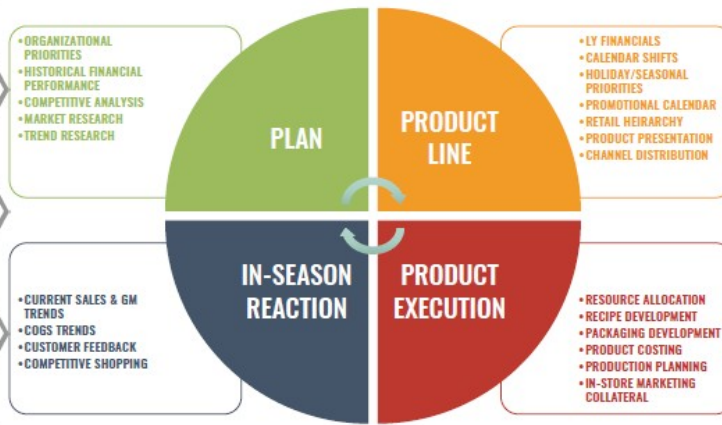 • ORGANIZATIONAL
PRIORITIES
• HISTORICAL FINANCIAL
PERFORMANCE
• COMPETITIVE ANALYSIS
• MARKET RESEARCH
• TREND RESEARCH
PLAN
PRODUCT
LINE
• LY FINANCIALS
• CALENDAR SHIFTS
• HOLIDAY/SEASONAL
PRIORITIES
• PROMOTIONAL CALENDAR
• RETAIL HEIRARCHY
• PRODUCT PRESENTATION
• CHANNEL DISTRIBUTION
• CURRENT SALES & GM
TRENDS
• COGS TRENDS
• CUSTOMER FEEDBACK
• COMPETITIVE SHOPPING
IN-SEASON
REACTION
PRODUCT
EXECUTION
• RESOURCE ALLOCATION
• RECIPE DEVELOPMENT
• PACKAGING DEVELOPMENT
• PRODUCT COSTING
• PRODUCTION PLANNING
• IN-STORE MARKETING
COLLATERAL